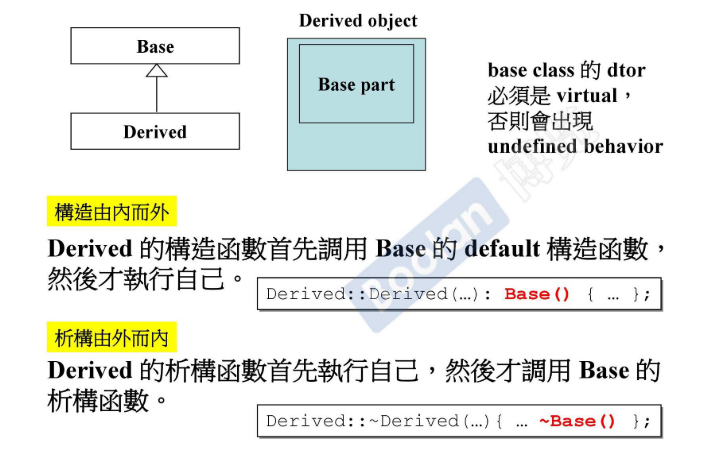 Derived object
Base
Base part
Derived
base class 的 dtor
必須是 virtual，
否則會出現
undefined behavior
構造由內而外
Derived 的構造函數首先調用 Base 的 default 構造函數，
然後才執行自己。
Derived::Derived(…): Base() { … };
析構由外而內
Derived 的析構函數首先執行自己，然後才調用 Base 的
析構函數。
Derived::~Derived(…){ … ~Base() };
Boolan 博覽